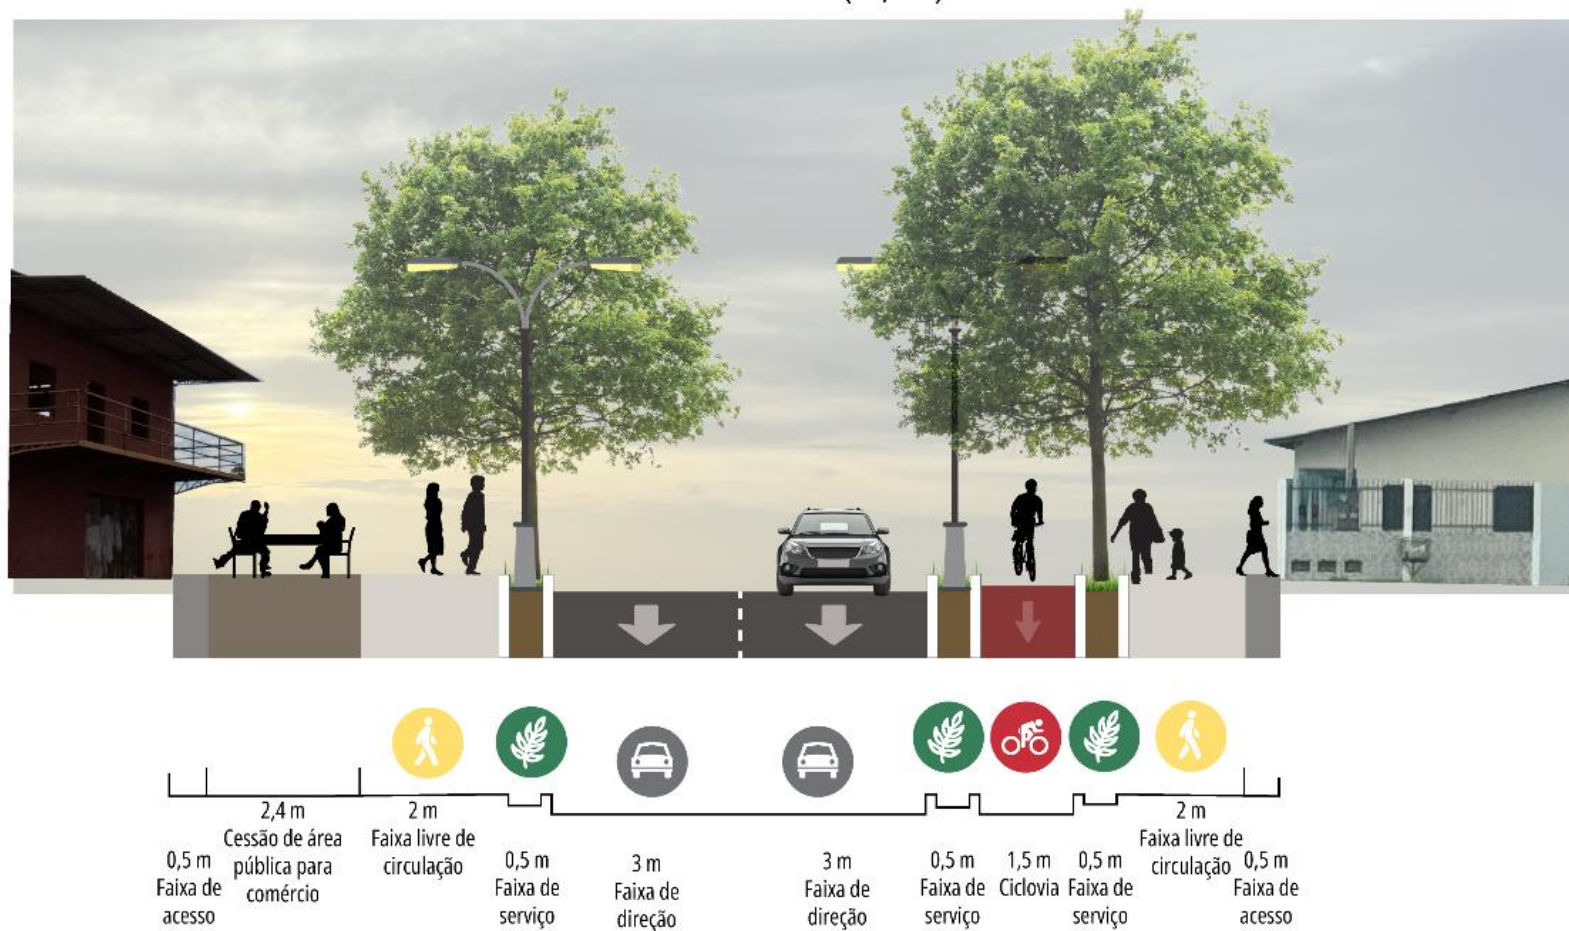 2,4 m
Cessão de área
pública para
comércio
2 m
Faixa livre de
circulação
2 m
Faixa livre de
circulação
0,5 m
Faixa de
acesso
0,5 m
Faixa de
serviço
3 m
Faixa de
direção
3 m
Faixa de
direção
0,5 m
Faixa de
serviço
1,5 m
Ciclovia
0,5 m
Faixa de
serviço
0,5 m
Faixa de
acesso